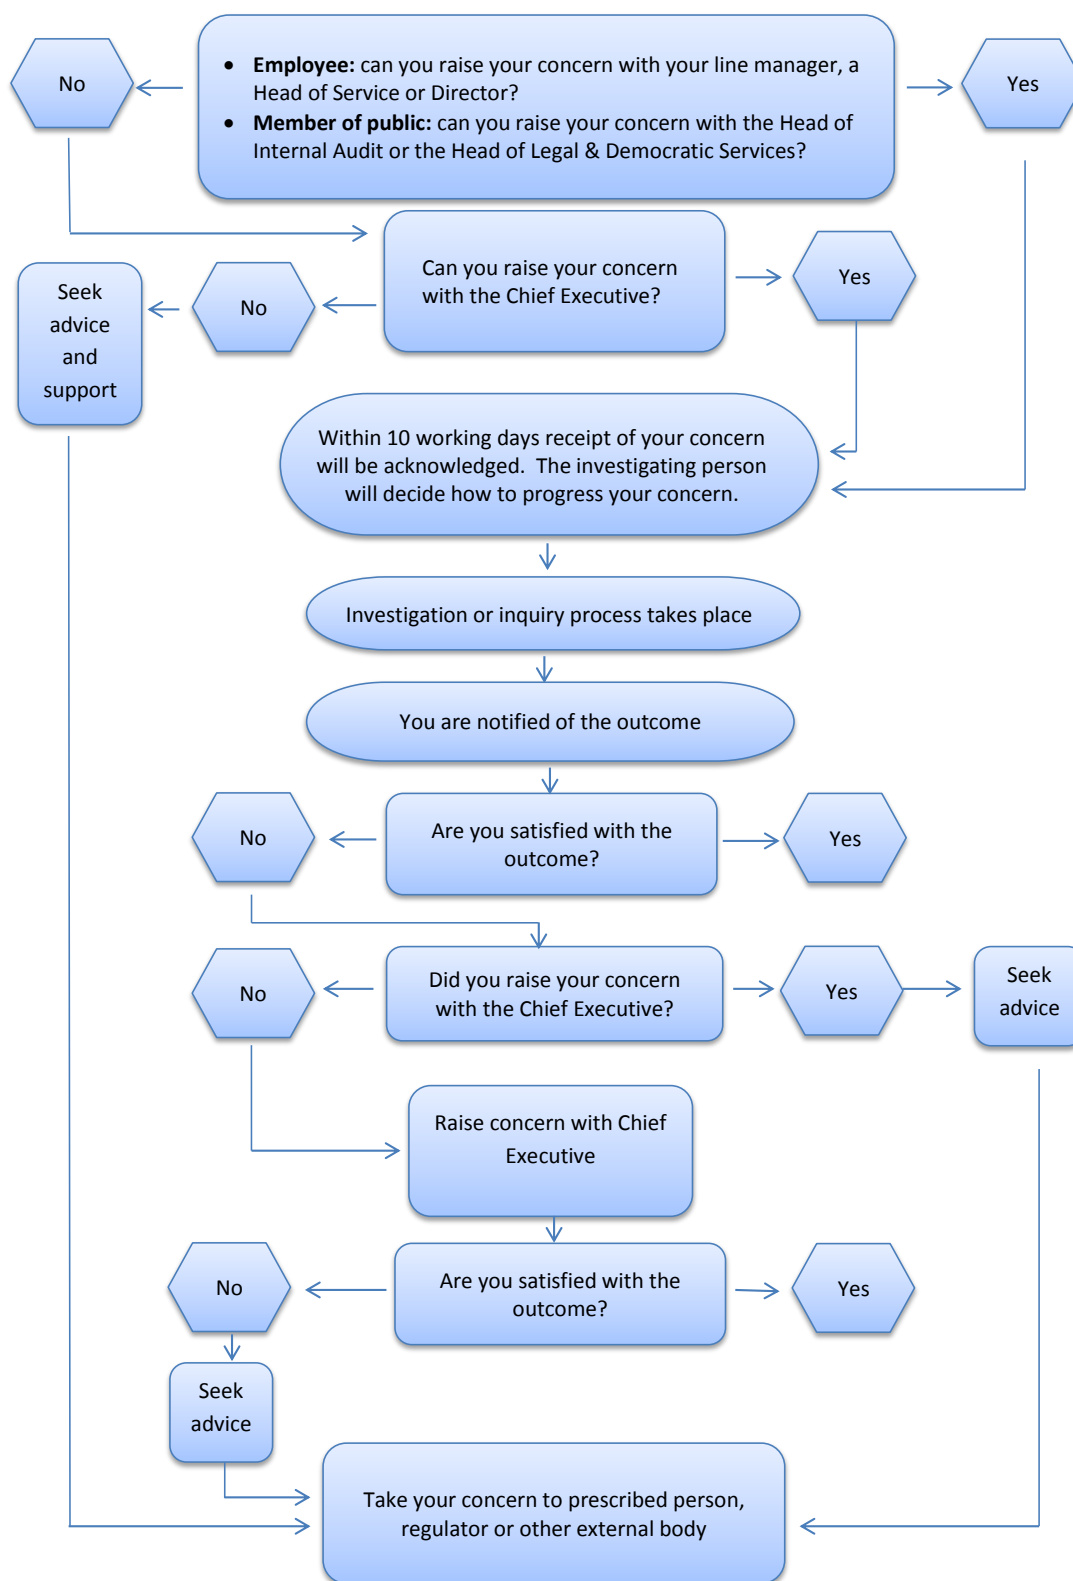 No
• Employee: can you raise your concern with your line manager, a
Head of Service or Director?
• Member of public: can you raise your concern with the Head of
Internal Audit or the Head of Legal & Democratic Services?
Yes
Can you raise your concern
with the Chief Executive?
Yes
No
Seek
advice
and
support
Within 10 working days receipt of your concern
will be acknowledged.  The investigating person
will decide how to progress your concern.
Investigation or inquiry process takes place
You are notified of the outcome
No
Are you satisfied with the
outcome?
Yes
No
Did you raise your concern
with the Chief Executive?
Yes
Seek
advice
Raise concern with Chief
Executive
No
Are you satisfied with the
outcome?
Yes
Seek
advice
Take your concern to prescribed person,
regulator or other external body